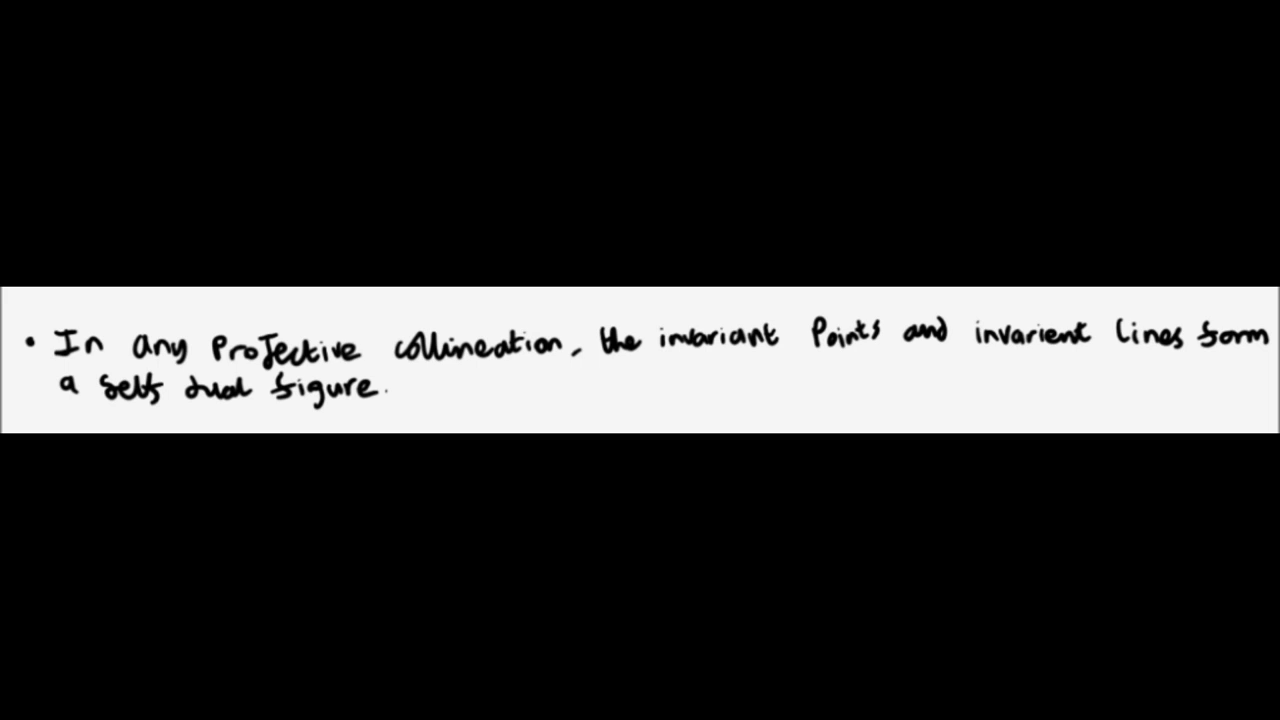 • In any Projective collineation, the invariant Points and invarient lines form
a self dual figure.